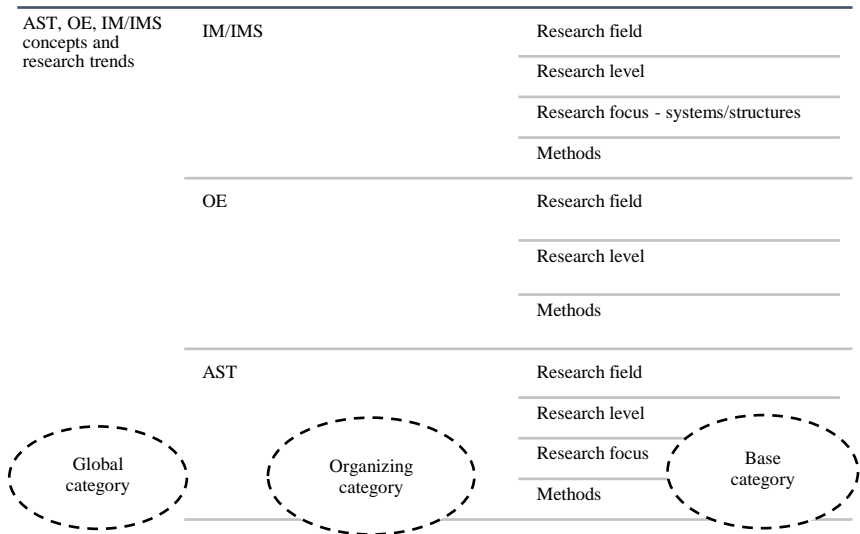 AST, OE, IM/IMS
concepts and
research trends
IM/IMS
Research field
Research level
Research focus - systems/structures
Methods
OE
Research field
Research level
Methods
AST
Research field
Research level
Research focus
Methods
Global
category
Organizing
category
Base
category